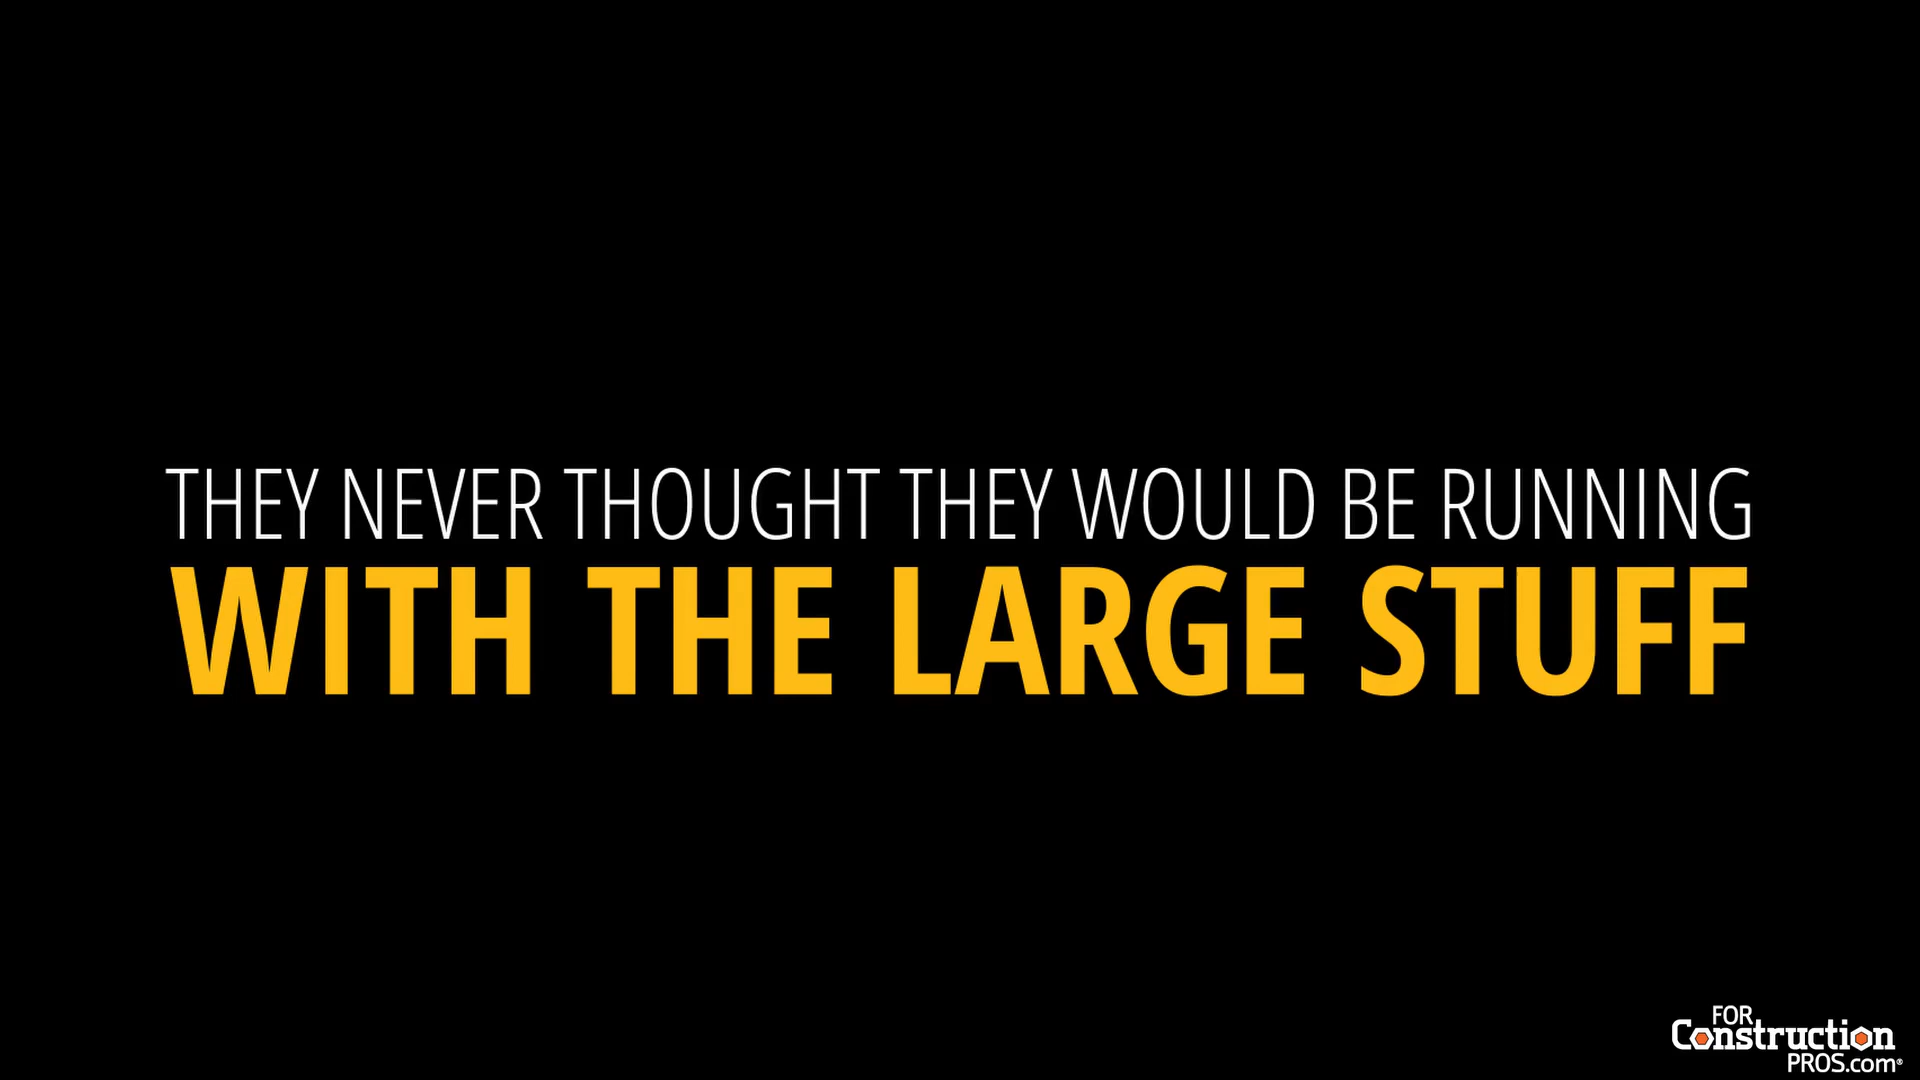 THEY NEVER THOUGHT THEY WOULD BE RUNNING
WITH THE LARGE STUFF
FOR
Construction
PROS.com®